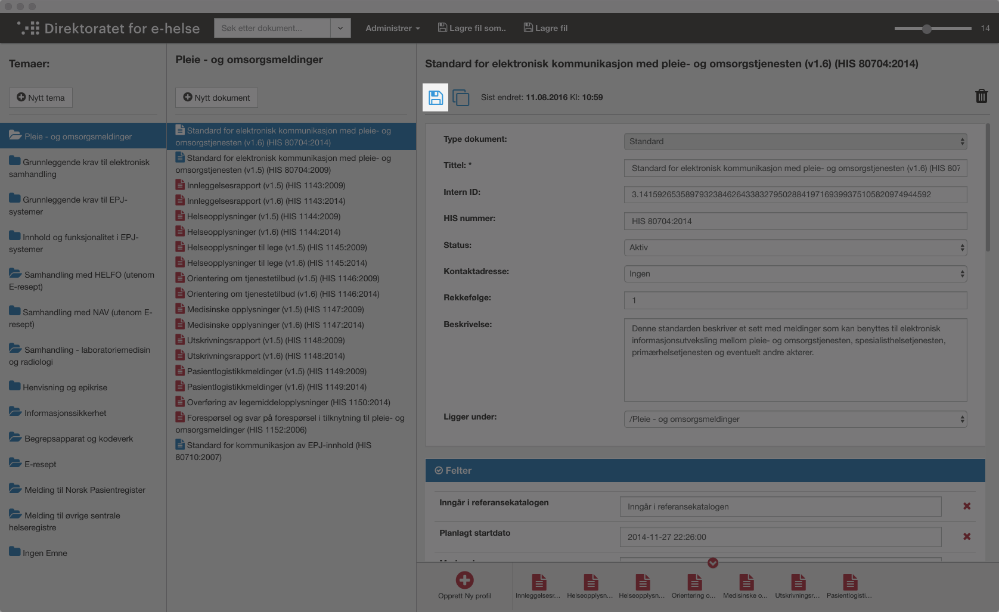 Direktoratet for e-helse
Søk etter dokument...
Administrer
Lagre fil som..
Lagre fil
14
Temaer:
Nytt tema
Pleie - og omsorgsmeldinger
Grunnleggende krav til elektronisk
samhandling
Grunnleggende krav til EPJ-
systemer
Innhold og funksjonalitet i EPJ-
systemer
Samhandling med HELFO (utenom
E-resept)
Samhandling med NAV (utenom E-
resept)
Samhandling - laboratoriemedisin
og radiologi
Henvisning og epikrise
Informasjonssikkerhet
Begrepsapparat og kodeverk
E-resept
Melding til Norsk Pasientregister
Melding til øvrige sentrale
helseregistre
Ingen Emne
Pleie - og omsorgsmeldinger
Nytt dokument
Standard for elektronisk kommunikasjon med pleie- og
omsorgstjenesten (v1.6) (HIS 80704:2014)
Standard for elektronisk kommunikasjon med pleie- og
omsorgstjenesten (v1.5) (HIS 80704:2009)
Innleggelsesrapport (v1.5) (HIS 1143:2009)
Innleggelsesrapport (v1.6) (HIS 1143:2014)
Helseopplysninger (v1.5) (HIS 1144:2009)
Helseopplysninger (v1.6) (HIS 1144:2014)
Helseopplysninger til lege (v1.5) (HIS 1145:2009)
Helseopplysninger til lege (v1.6) (HIS 1145:2014)
Orientering om tjenestetilbud (v1.5) (HIS 1146:2009)
Orientering om tjenestetilbud (v1.6) (HIS 1146:2014)
Medisinske opplysninger (v1.5) (HIS 1147:2009)
Medisinske opplysninger (v1.6) (HIS 1147:2014)
Utskrivningsrapport (v1.5) (HIS 1148:2009)
Utskrivningsrapport (v1.6) (HIS 1148:2014)
Pasientlogistikkmeldinger (v1.5) (HIS 1149:2009)
Pasientlogistikkmeldinger (v1.6) (HIS 1149:2014)
Overføring av legemiddelopplysninger (HIS 1150:2014)
Forespørsel og svar på forespørsel i tilknytning til pleie- og
omsorgsmeldinger (HIS 1152:2006)
Standard for kommunikasjon av EPJ-innhold (HIS
80710:2007)
Standard for elektronisk kommunikasjon med pleie- og omsorgstjenesten (v1.6) (HIS 80704:2014)
Sist endret: 11.08.2016 Kl: 10:59
Type dokument:
Standard
Tittel: *
Standard for elektronisk kommunikasjon med pleie- og omsorgstjenesten (v1.6) (HIS 807
Intern ID:
3.14159265358979323846264338327950288419716939937510582097494 4592
HIS nummer:
HIS 80704:2014
Status:
Aktiv
Kontaktadresse:
Ingen
Rekkefølge:
1
Beskrivelse:
Denne standarden beskriver et sett med meldinger som kan benyttes til elektronisk
informasjonsutveksling mellom pleie- og omsorgstjenesten, spesialisthelsetjenesten,
primærhelsetjenesten og eventuelt andre aktører.
Ligger under:
/Pleie - og omsorgsmeldinger
Felter
Inngår i referansekatalogen
Inngår i referansekatalogen
Planlagt startdato
2014-11-27 22:26:00
Opprett Ny profil
Innleggelsesr...
Helseopplysn...
Helseopplysn...
Orientering o...
Medisinske o...
Utskrivningsr...
Pasientlogisti...